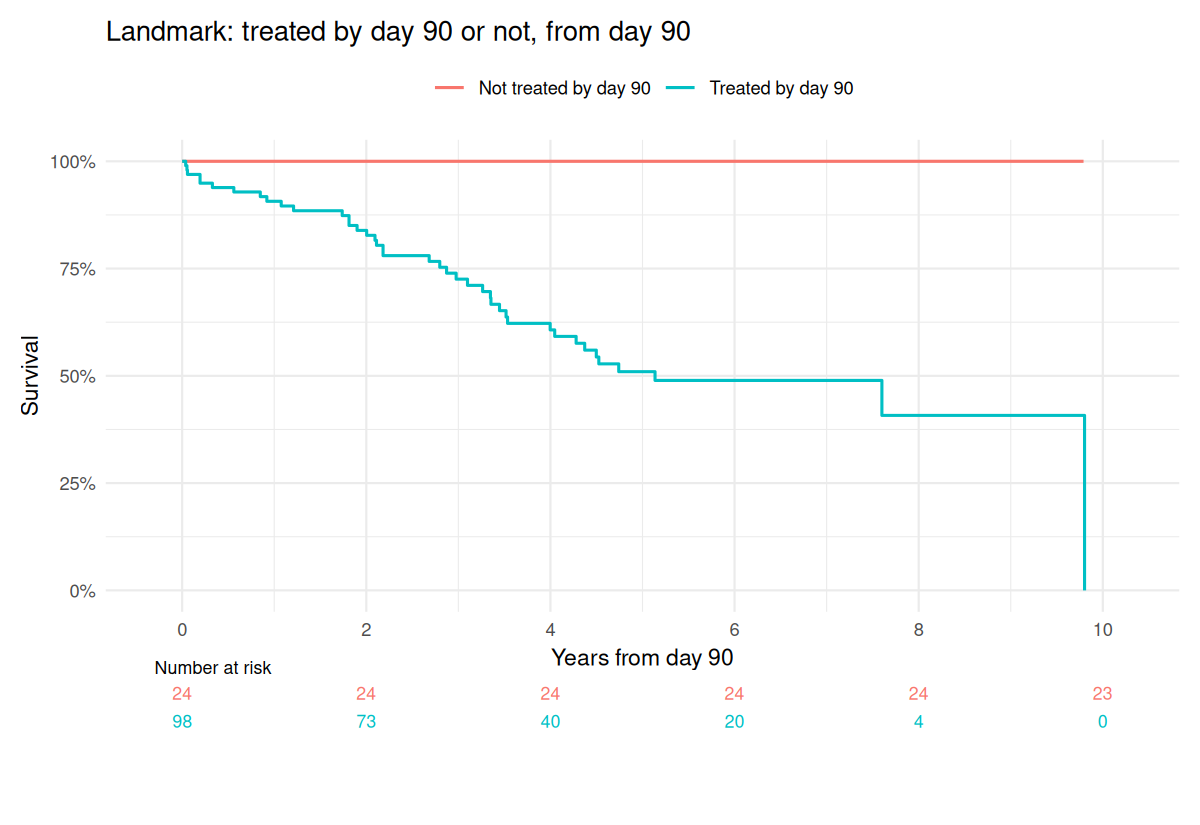 Landmark: treated by day 90 or not, from day 90
Not treated by day 90 Treated by day 90
100%
75%
50%
25%
0%
Survival
0 2 4 6 8 10
Years from day 90
Number at risk
24 24 24 24 24 23
98 73 40 20 4 0